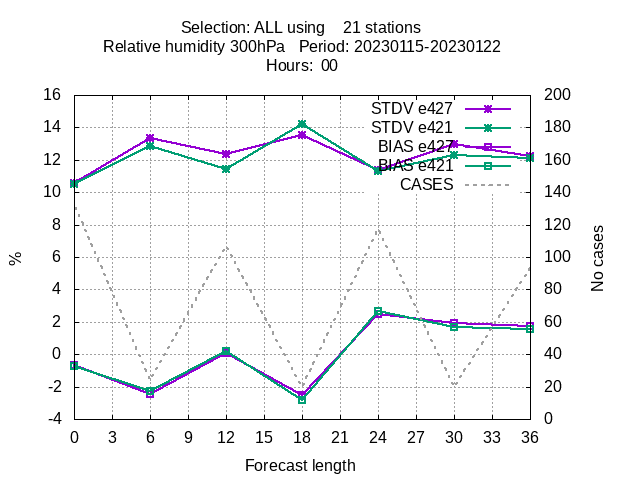 Selection: ALL using    21 stations
Relative humidity 300hPa   Period: 20230115-20230122
Hours: 00
STDV e427
STDV e421
BIAS e427
BIAS e421
CASES
16
14
12
10
8
6
4
2
0
-2
-4
%
200
180
160
140
120
100
80
60
40
20
0
No cases
0 3 6 9 12 15 18 21 24 27 30 33 36
Forecast length